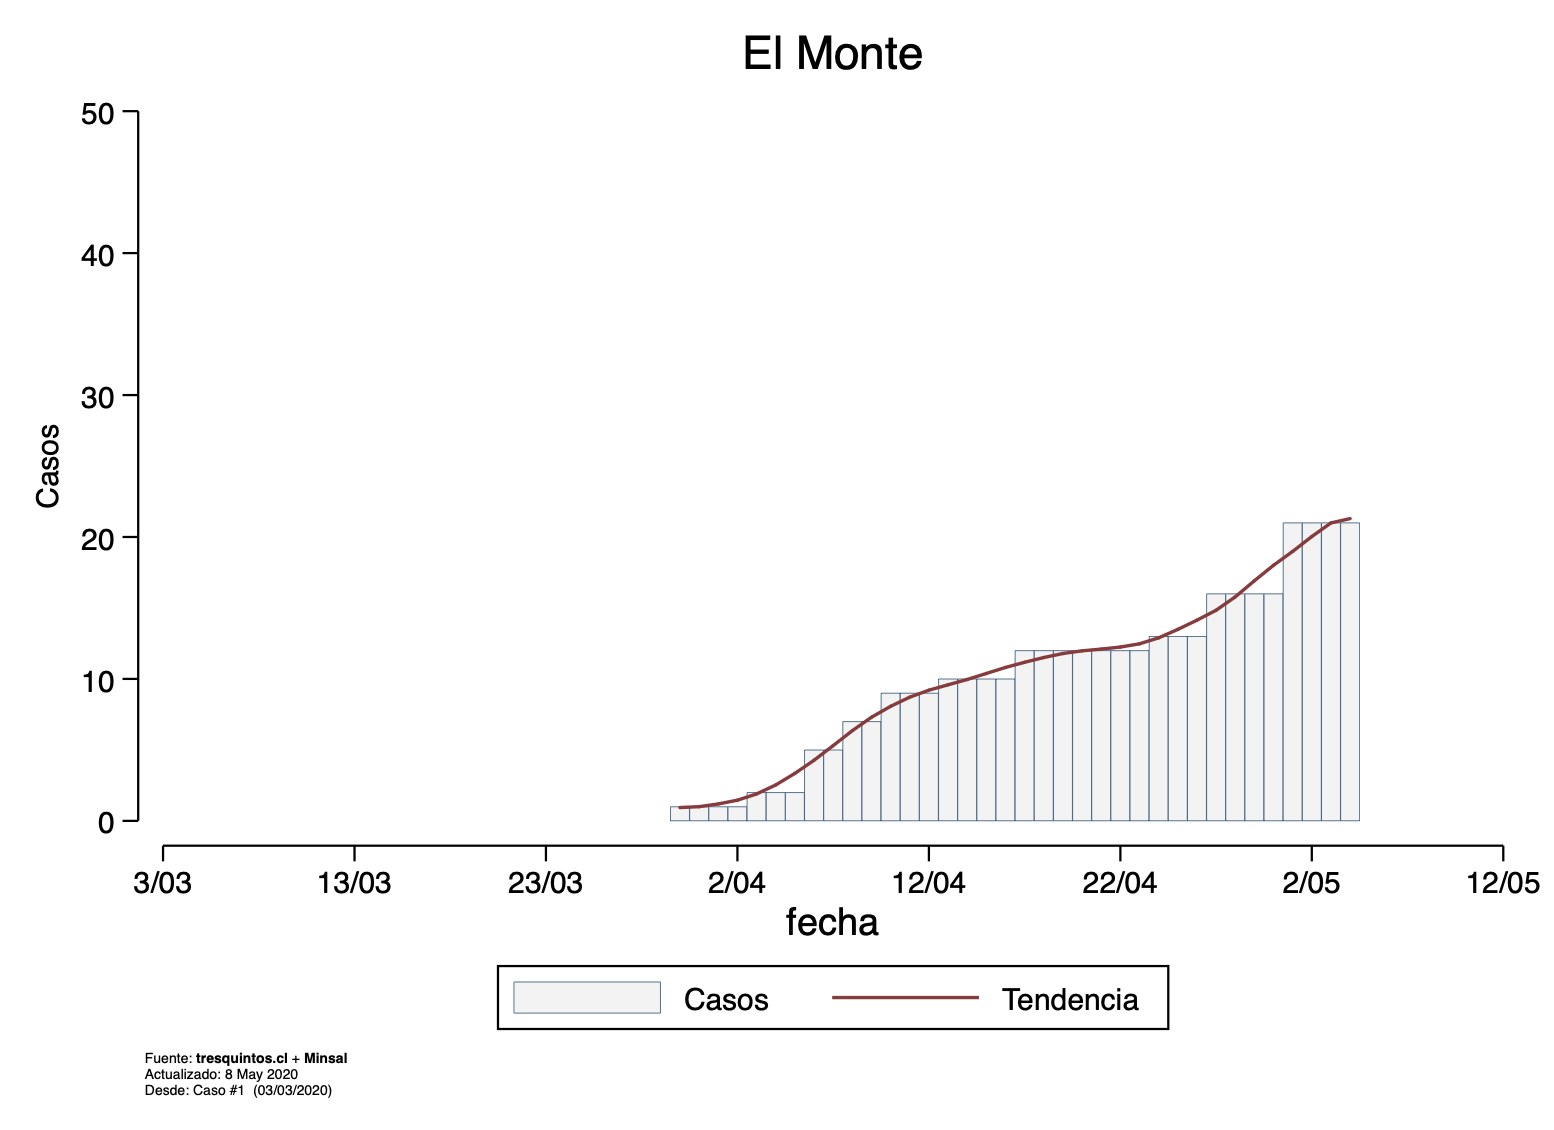 El Monte
50
40
30
20
10
0
Casos
3/03 13/03 23/03 2/04 12/04 22/04 2/05 12/05
fecha
Casos Tendencia
Fuente: tresquintos.cl + Minsal
Actualizado: 8 May 2020
Desde: Caso #1 (03/03/2020)